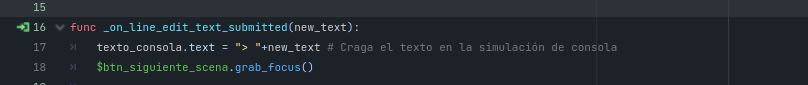 15
16 func _on_line_edit_text_submitted(new_text):
17 texto_consola.text = "> "+new_text # Craga el texto en la simulación de consola
18 $btn_siguiente_scena.grab_focus()